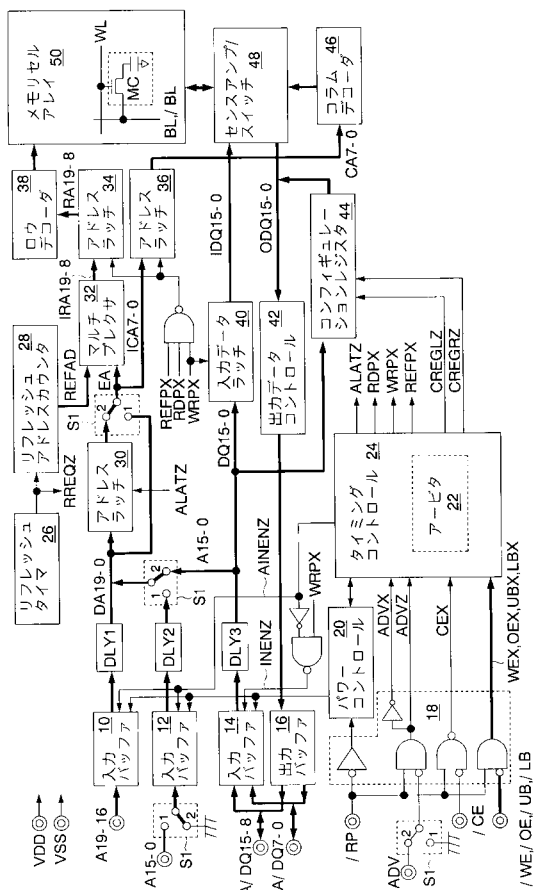 VDD
VSS
A19-16
入力
バッファ
10
DLY1
DA19-0
リフレッシュ
タイマ
26
RREQZ
リフレッシュ
アドレスカウンタ
28
REFAD
アドレス
ラッチ
30
ALATZ
2
1
S1
EA
マルチ
プレクサ
32
IRA19-8
ICA7-0
アドレス
ラッチ
34
RA19-8
ロウ
デコーダ
38
アドレス
ラッチ
36
メモリセル
アレイ
50
WL
MC
BL,/BL
A15-0
1
2
S1
入力
バッファ
12
DLY2
1
2
S1
A15-0
REFPX
RDPX
WRPX
A/DQ15-8
A/DQ7-0
入力
バッファ
14
DLY3
DQ15-0
入力データ
ラッチ
40
IDQ15-0
センスアンプ/
スイッチ
48
出力
バッファ
16
出力データ
コントロール
42
ODQ15-0
コラム
デコーダ
46
CA7-0
INENZ
AINENZ
WRPX
コンフィギュレー
ションレジスタ
44
/RP
パワー
コントロール
20
タイミング
コントロール
24
アービタ
22
ALATZ
RDPX
WRPX
REFPX
CREGLZ
CREGRZ
ADV
2
1
S1
18
ADVX
ADVZ
/CE
CEX
/WE,/OE,/UB,/LB
WEX,OEX,UBX,LBX